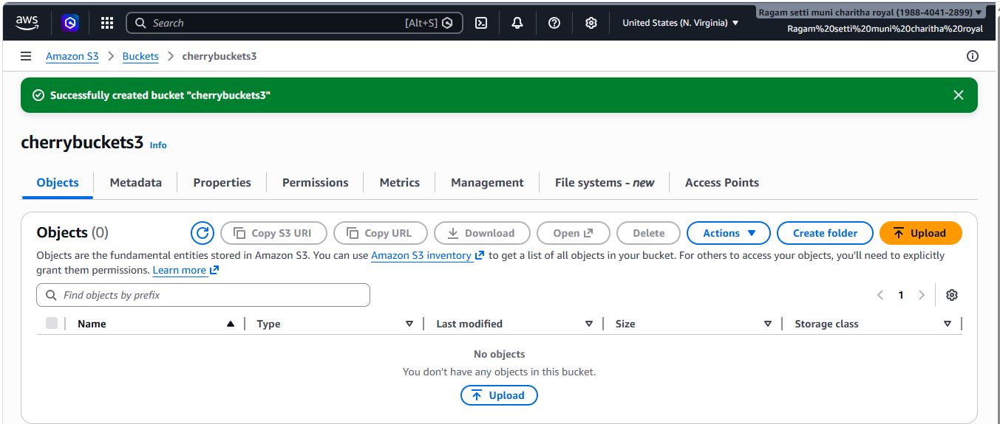 aws
Search [Alt+S]
United States (N. Virginia)
Ragam setti muni charitha royal (1988-4041-2899)
Ragam%20setti%20muni%20charitha%20royal
Amazon S3 > Buckets > cherrybuckets3
Successfully created bucket "cherrybuckets3"
cherrybuckets3 Info
Objects Metadata Properties Permissions Metrics Management File systems - new Access Points
Objects (0) Copy S3 URI Copy URL Download Open Delete Actions Create folder Upload
Objects are the fundamental entities stored in Amazon S3. You can use Amazon S3 inventory to get a list of all objects in your bucket. For others to access your objects, you'll need to explicitly
grant them permissions. Learn more
Find objects by prefix
1
Name Type Last modified Size Storage class
No objects
You don't have any objects in this bucket.
Upload